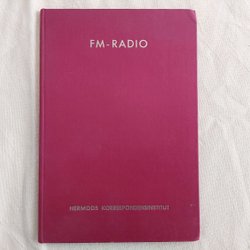 FM-RADIO
HERMODS KORRESPONDENSINSTITUT